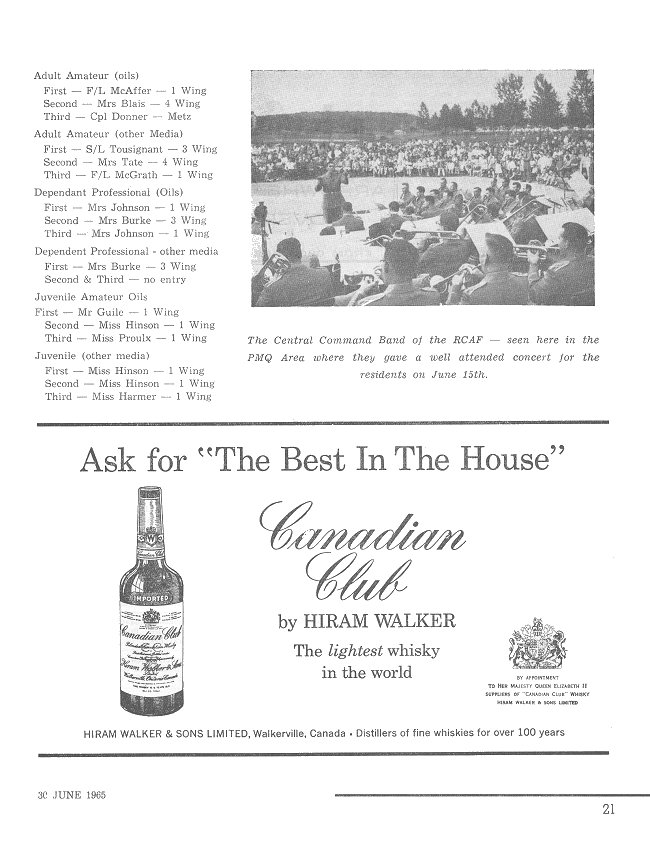 Adult Amateur (oils)
First — F/L McAffer — 1 Wing
Second — Mrs Blais — 4 Wing
Third — Cpl Donner — Metz
Adult Amateur (other Media)
First — S/L Tousignant — 3 Wing
Second — Mrs Tate — 4 Wing
Third — F/L McGrath — 1 Wing
Dependant Professional (Oils)
First — Mrs Johnson — 1 Wing
Second — Mrs Burke — 3 Wing
Third — Mrs Johnson — 1 Wing
Dependent Professional - other media
First — Mrs Burke — 3 Wing
Second & Third — no entry
Juvenile Amateur Oils
First — Mr Guile — 1 Wing
Second — Miss Hinson — 1 Wing
Third — Miss Proulx — 1 Wing
Juvenile (other media)
First — Miss Hinson — 1 Wing
Second — Miss Hinson — 1 Wing
Third — Miss Harmer — 1 Wing
The Central Command Band of the RCAF — seen here in the
PMQ Area where they gave a well attended concert for the
residents on June 15th.
Ask for "The Best In The House"
Canadian
Club
by HIRAM WALKER
The lightest whisky
in the world
G W
IMPORTED
Canadian Club
Hiram Walker & Sons
BY APPOINTMENT
TO HER MAJESTY QUEEN ELIZABETH II
SUPPLIERS OF "CANADIAN CLUB" WHISKY
HIRAM WALKER & SONS LIMITED
HIRAM WALKER & SONS LIMITED, Walkerville, Canada • Distillers of fine whiskies for over 100 years
30 JUNE 1965
21